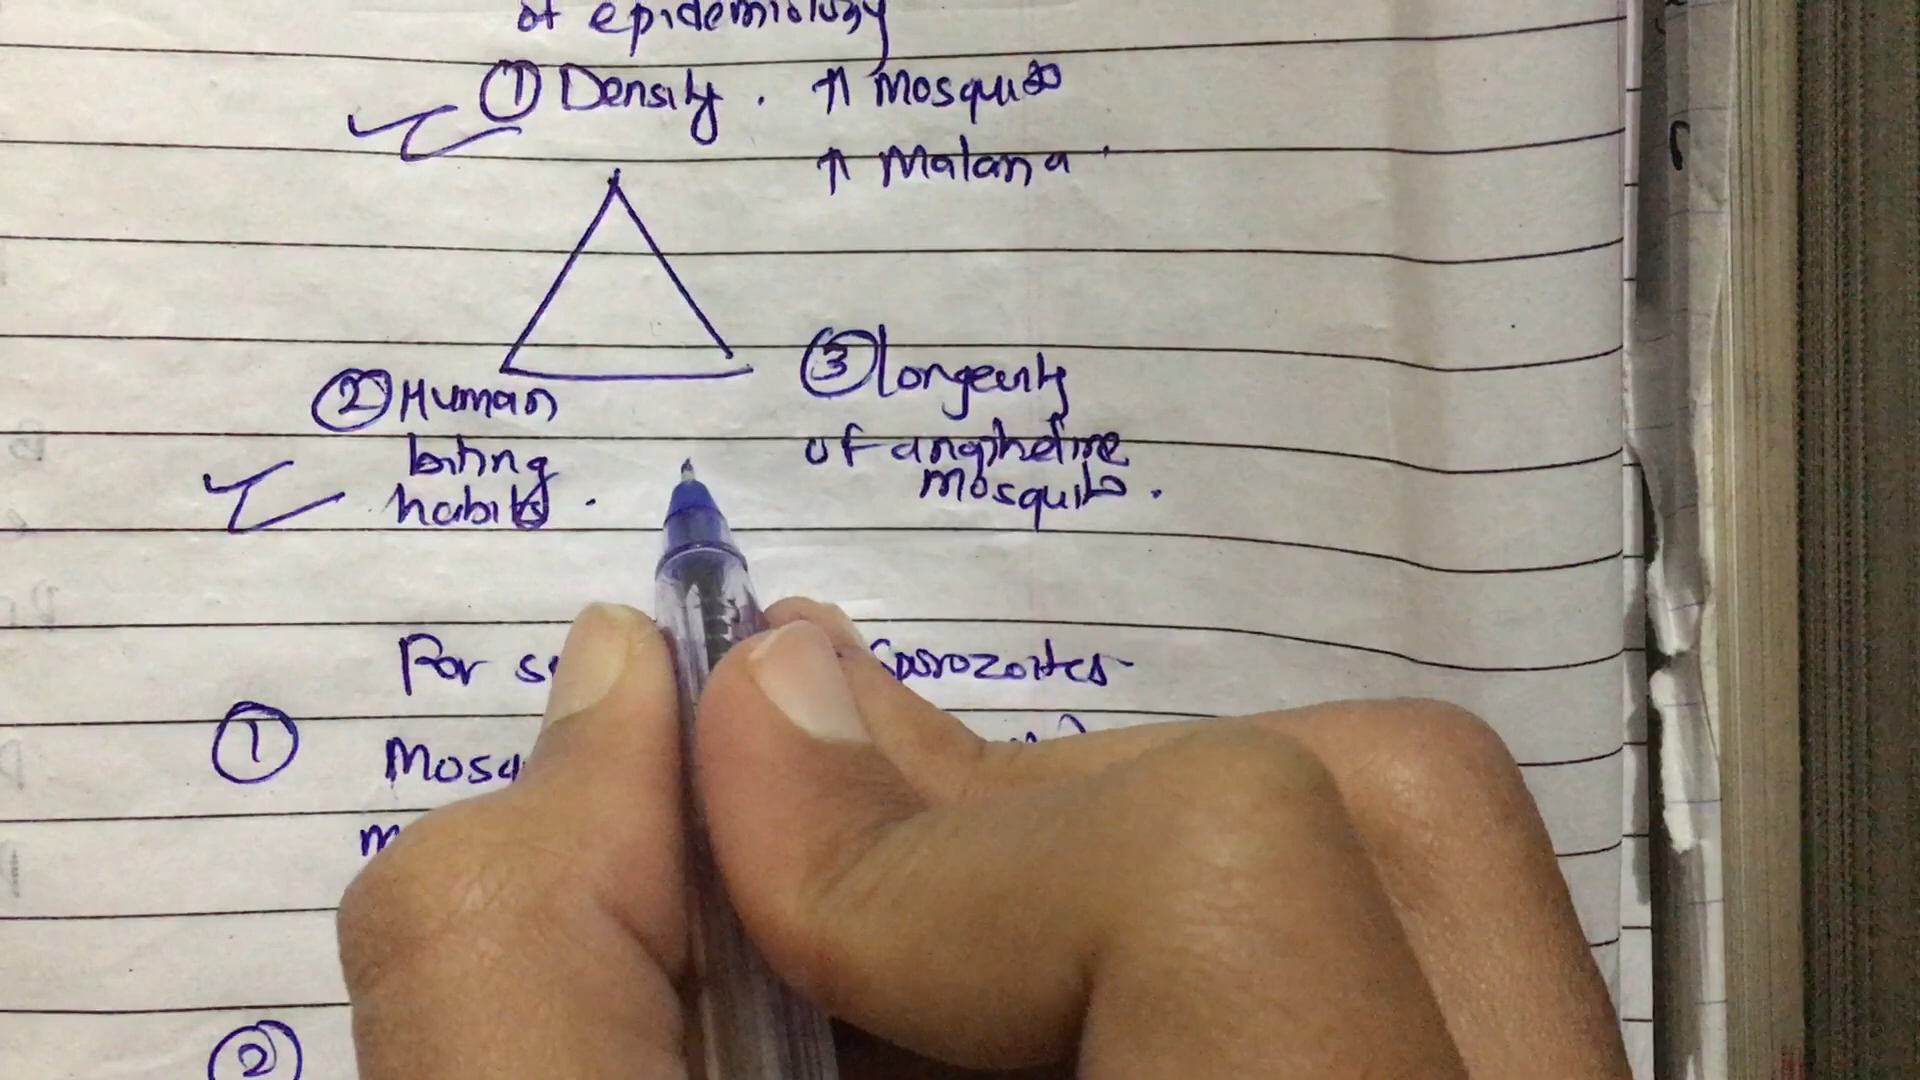 of epidemiology
① Density. ↑ Mosquito
↑ Malaria.
② Human
biting
habits.
③ longevity
of anopheline
mosquito.
For
sporozoites
①
②